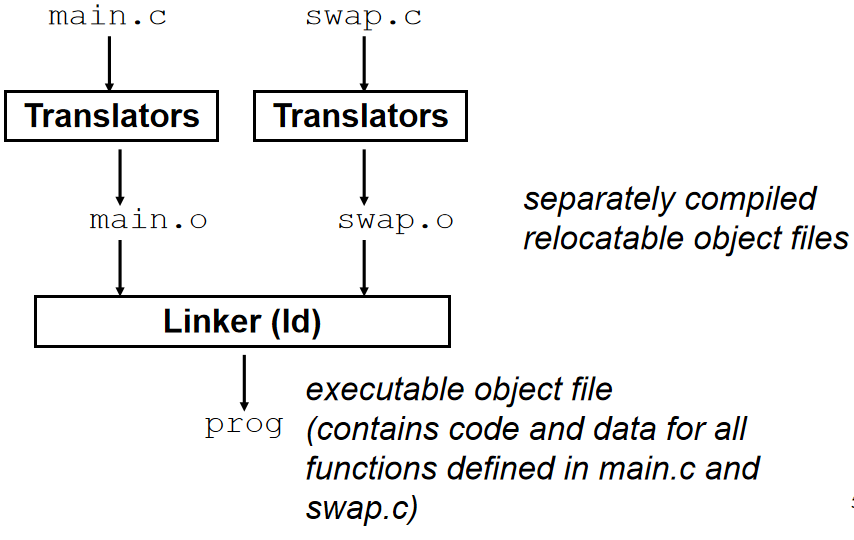 main.c swap.c
Translators Translators
main.o swap.o
separately compiled
relocatable object files
Linker (ld)
prog
executable object file
(contains code and data for all
functions defined in main.c and
swap.c)